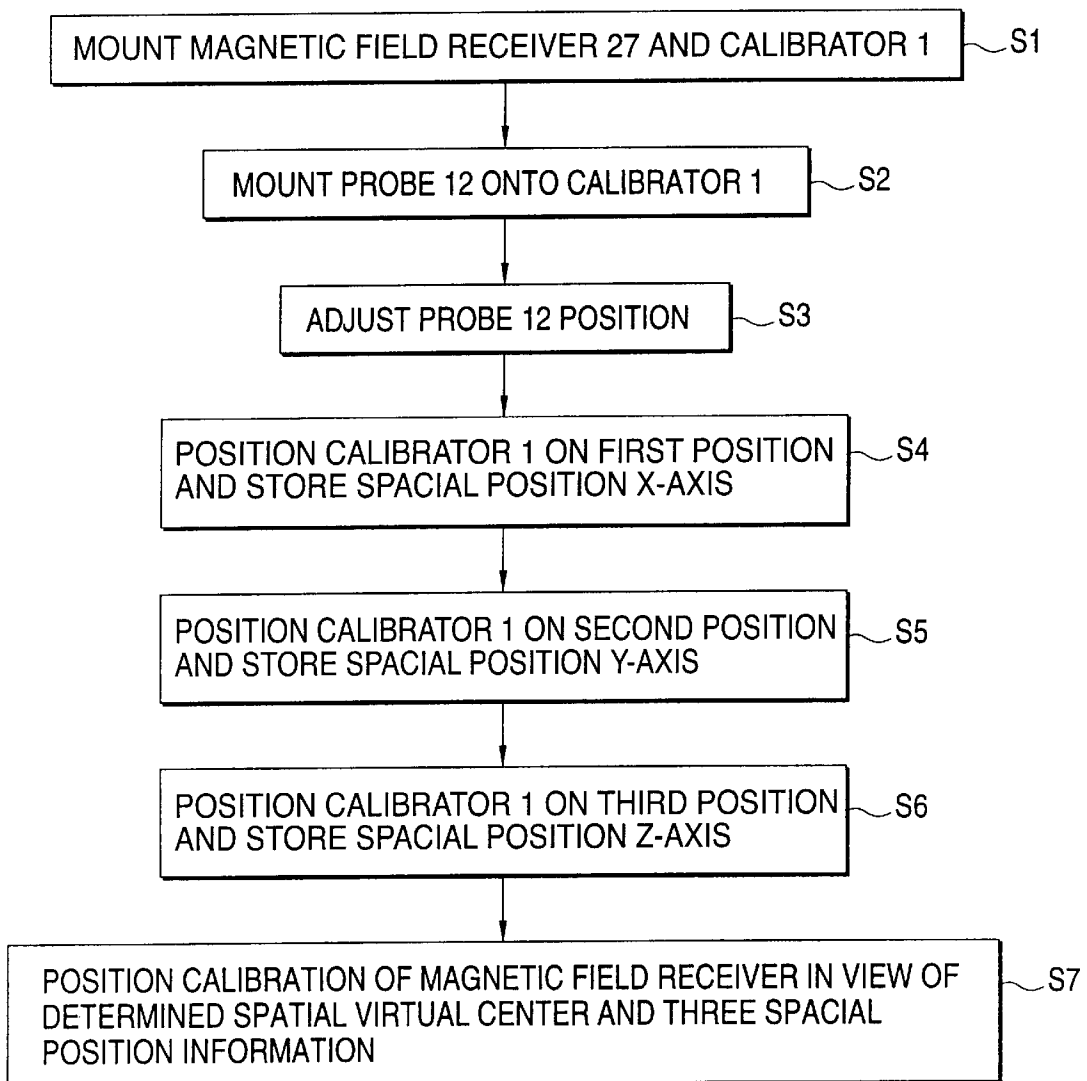 MOUNT MAGNETIC FIELD RECEIVER 27 AND CALIBRATOR 1
S1
MOUNT PROBE 12 ONTO CALIBRATOR 1
S2
ADJUST PROBE 12 POSITION
S3
POSITION CALIBRATOR 1 ON FIRST POSITION
AND STORE SPACIAL POSITION X-AXIS
S4
POSITION CALIBRATOR 1 ON SECOND POSITION
AND STORE SPACIAL POSITION Y-AXIS
S5
POSITION CALIBRATOR 1 ON THIRD POSITION
AND STORE SPACIAL POSITION Z-AXIS
S6
POSITION CALIBRATION OF MAGNETIC FIELD RECEIVER IN VIEW OF
DETERMINED SPATIAL VIRTUAL CENTER AND THREE SPACIAL
POSITION INFORMATION
S7